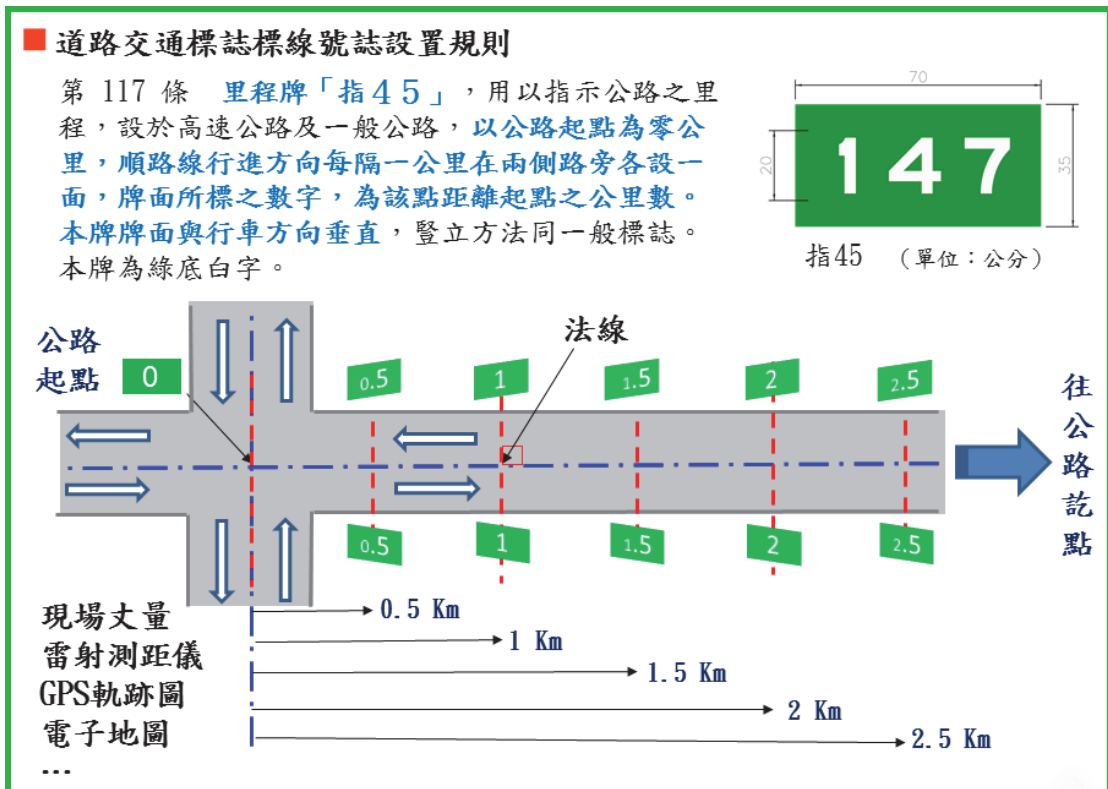 道路交通標誌標線號誌設置規則
第 117 條 里程牌「指45」,用以指示公路之里
程,設於高速公路及一般公路,以公路起點為零公
里,順路線行進方向每隔一公里在兩側路旁各設一
面,牌面所標之數字,為該點距離起點之公里數。
本牌牌面與行車方向垂直,豎立方法同一般標誌。
本牌為綠底白字。
70
20
147
35
指45 (單位:公分)
公路
起點
0
法線
0.5
1
1.5
2
2.5
往公路訖點
0.5
1
1.5
2
2.5
現場丈量
雷射測距儀
GPS軌跡圖
電子地圖
...
0.5 Km
1 Km
1.5 Km
2 Km
2.5 Km